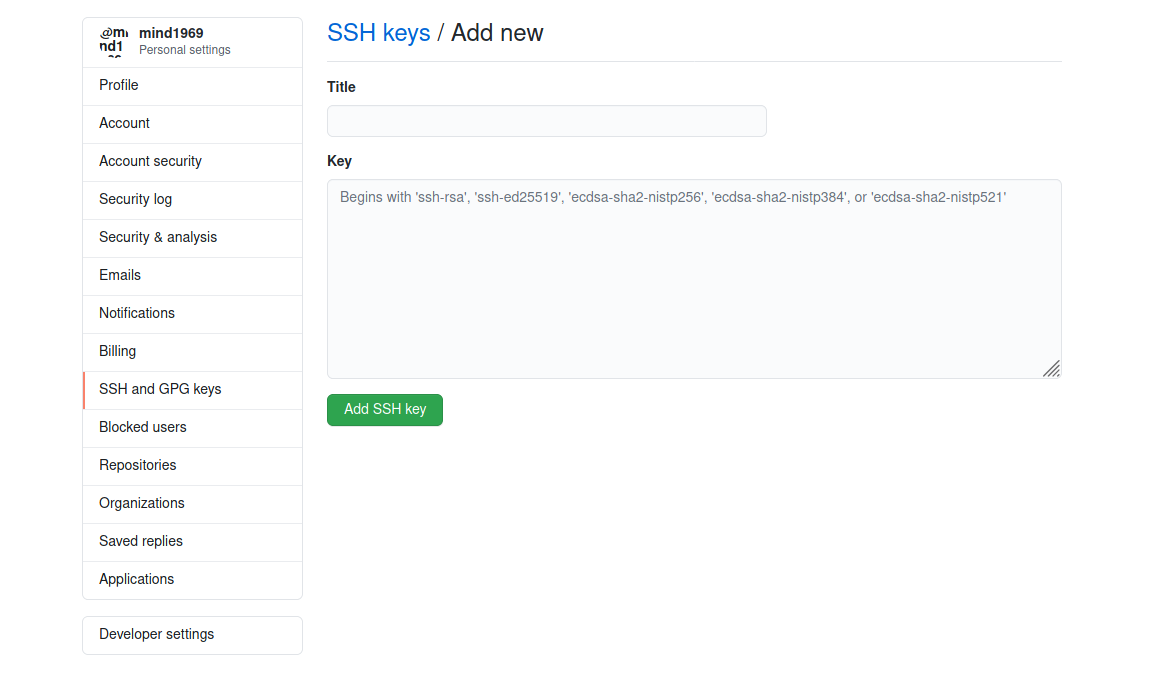 @mi
nd1
mind1969
Personal settings
Profile
Account
Account security
Security log
Security & analysis
Emails
Notifications
Billing
SSH and GPG keys
Blocked users
Repositories
Organizations
Saved replies
Applications
Developer settings
SSH keys / Add new
Title
Key
Begins with 'ssh-rsa', 'ssh-ed25519', 'ecdsa-sha2-nistp256', 'ecdsa-sha2-nistp384', or 'ecdsa-sha2-nistp521'
Add SSH key